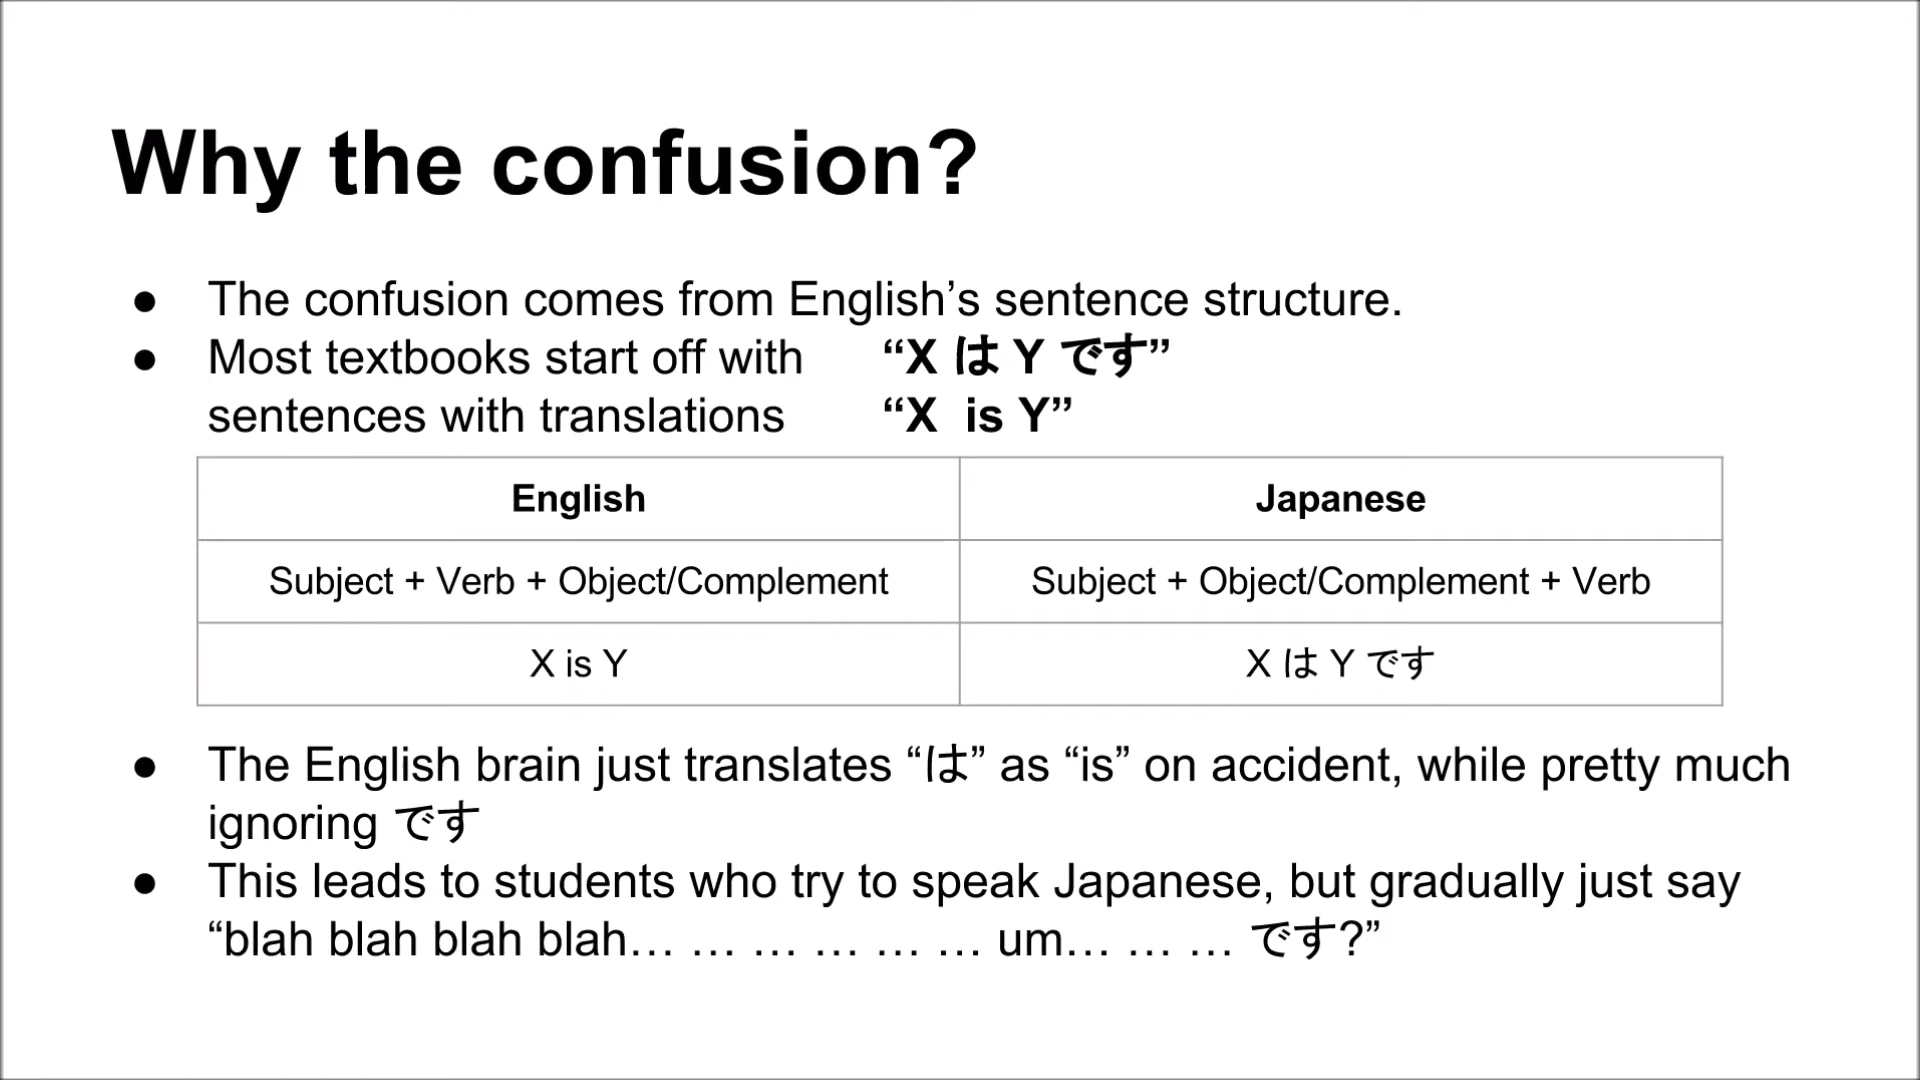 Why the confusion?
● The confusion comes from English’s sentence structure.
● Most textbooks start off with “X は Y です”
sentences with translations “X is Y”
English Japanese
Subject + Verb + Object/Complement Subject + Object/Complement + Verb
X is Y X は Y です
● The English brain just translates “は” as “is” on accident, while pretty much
ignoring です
● This leads to students who try to speak Japanese, but gradually just say
“blah blah blah blah… … … … … … um… … … です?”